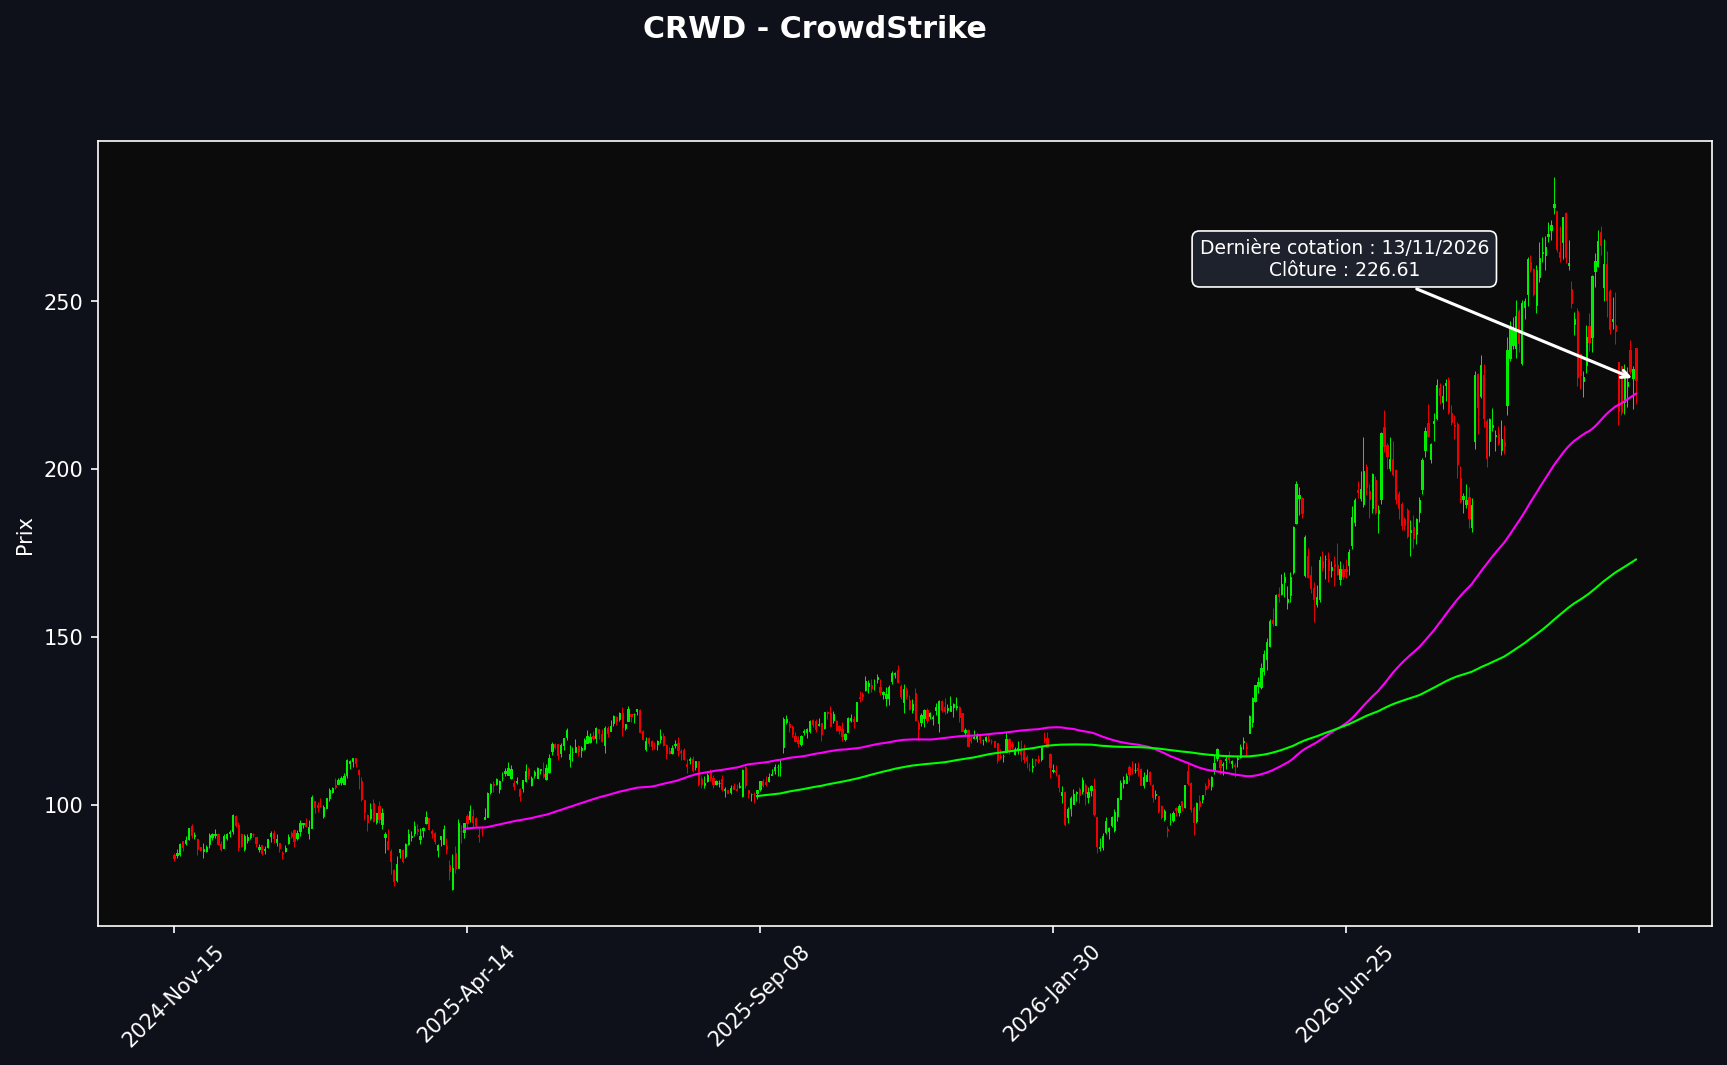 CRWD - CrowdStrike
Dernière cotation : 13/11/2026
Clôture : 226.61
Prix
250
200
150
100
2024-Nov-15
2025-Apr-14
2025-Sep-08
2026-Jan-30
2026-Jun-25